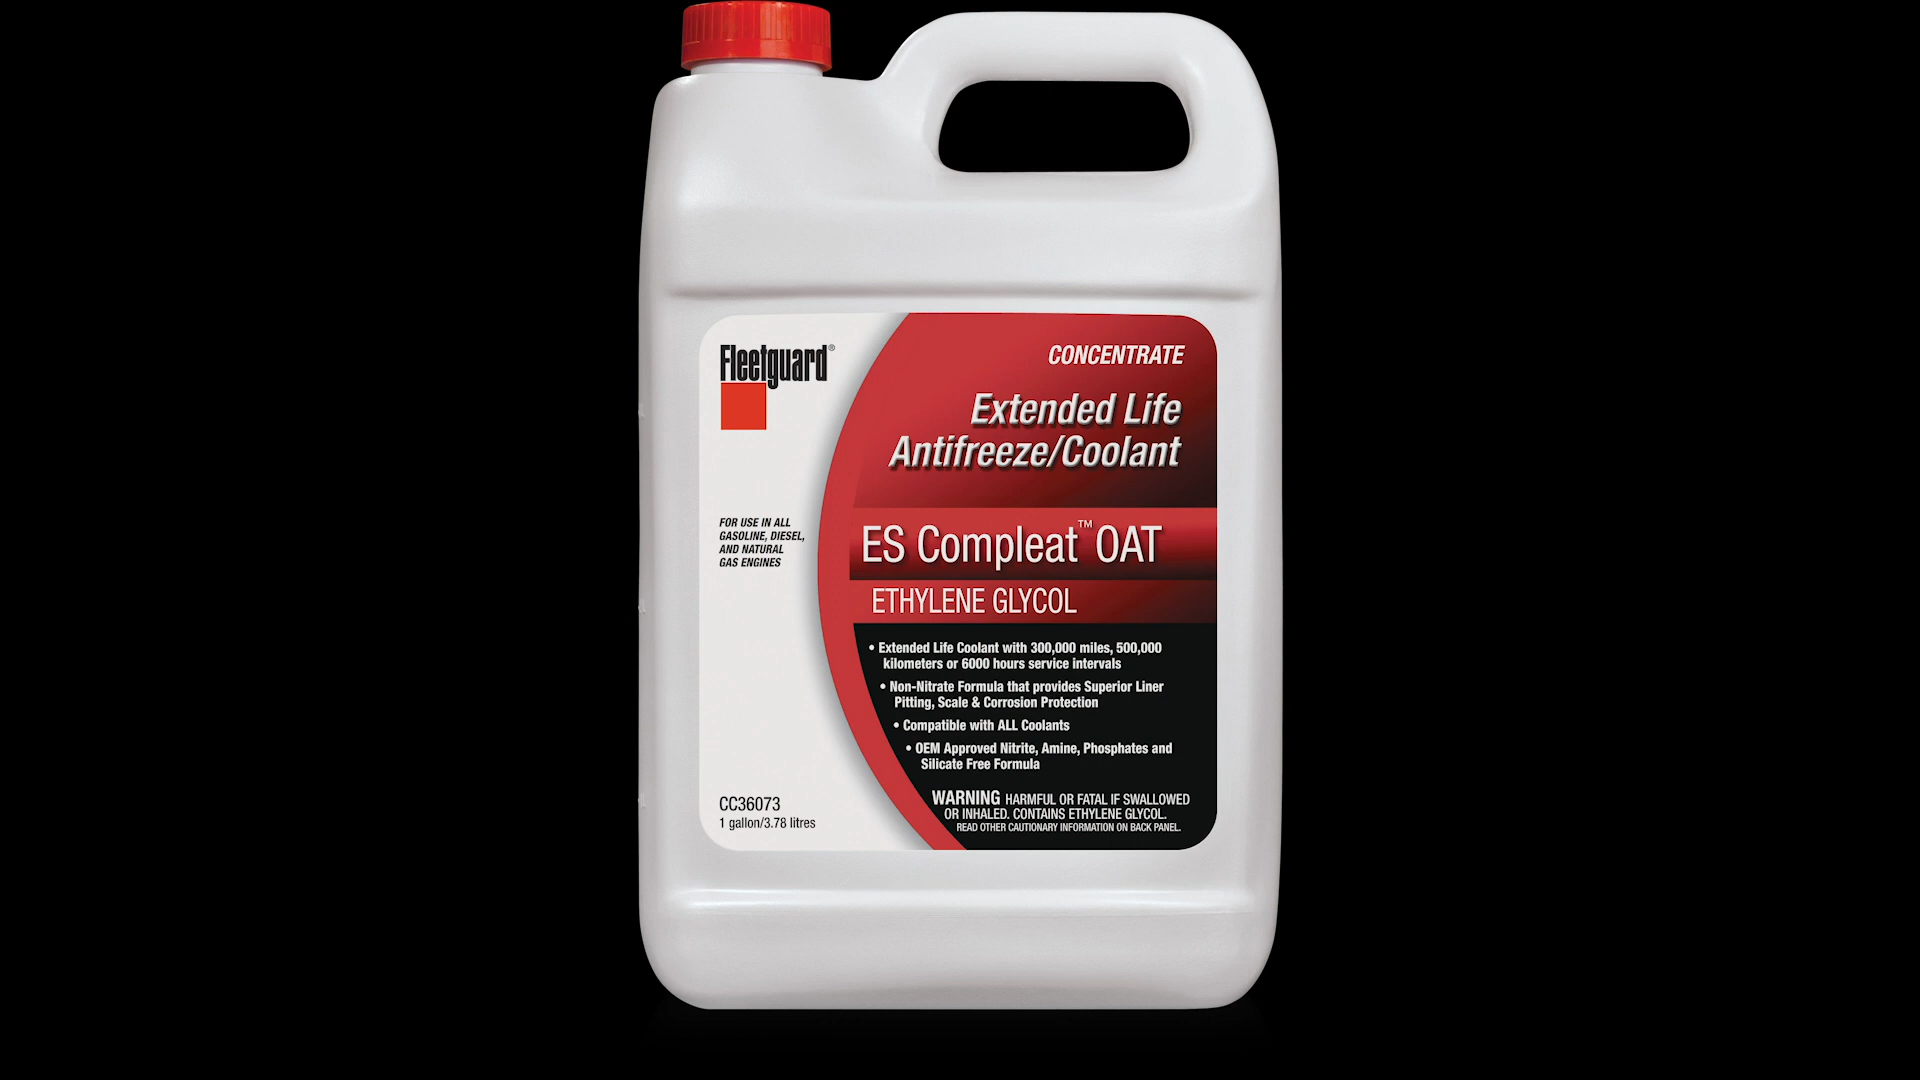 Fleetguard®
CONCENTRATE
Extended Life
Antifreeze/Coolant
FOR USE IN ALL
GASOLINE, DIESEL,
AND NATURAL
GAS ENGINES
ES Compleat™ OAT
ETHYLENE GLYCOL
• Extended Life Coolant with 300,000 miles, 500,000
kilometers or 6000 hours service intervals
• Non-Nitrate Formula that provides Superior Liner
Pitting, Scale & Corrosion Protection
• Compatible with ALL Coolants
• OEM Approved Nitrite, Amine, Phosphates and
Silicate Free Formula
CC36073
1 gallon/3.78 litres
WARNING HARMFUL OR FATAL IF SWALLOWED
OR INHALED. CONTAINS ETHYLENE GLYCOL.
READ OTHER CAUTIONARY INFORMATION ON BACK PANEL.